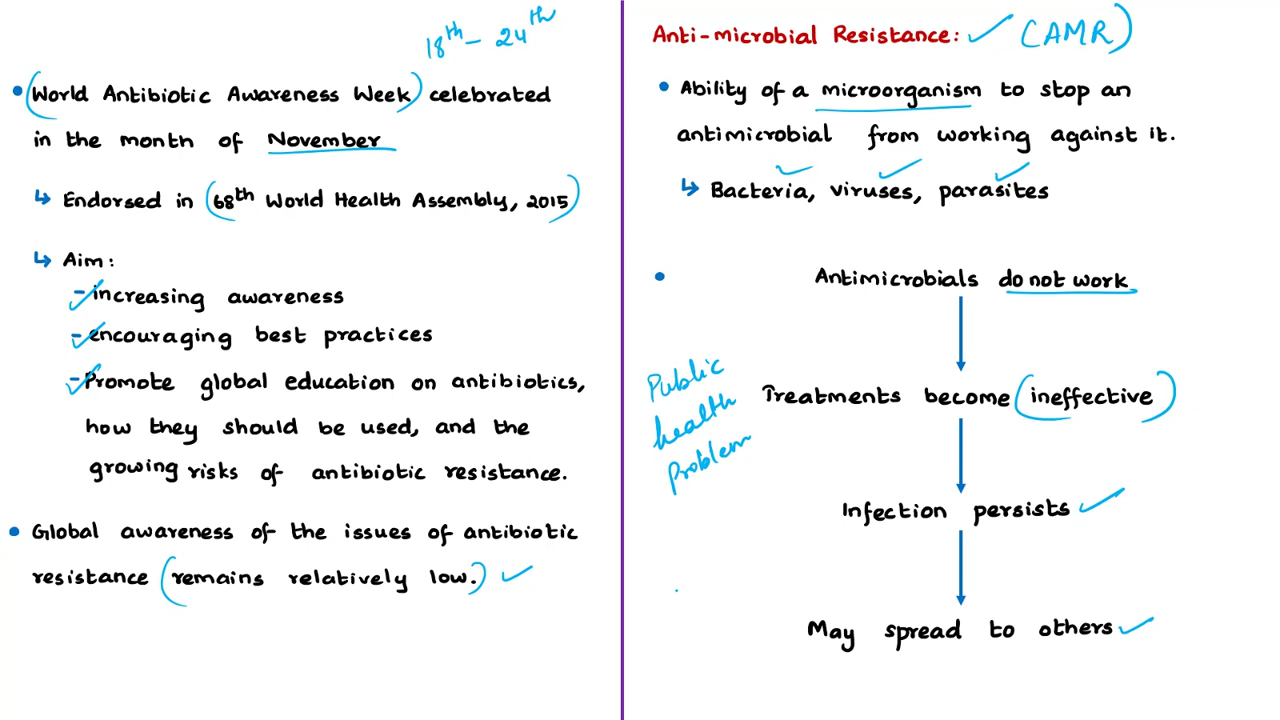 18th - 24th
• (World Antibiotic Awareness Week) celebrated
in the month of November
↳ Endorsed in (68th World Health Assembly, 2015)
↳ Aim:
- increasing awareness
- encouraging best practices
- Promote global education on antibiotics,
how they should be used, and the
growing risks of antibiotic resistance.
• Global awareness of the issues of antibiotic
resistance (remains relatively low.)
Anti-microbial Resistance: (AMR)
• Ability of a microorganism to stop an
antimicrobial from working against it.
↳ Bacteria, viruses, parasites
• Antimicrobials do not work
Treatments become (ineffective)
Public
health
Problem
Infection persists
May spread to others